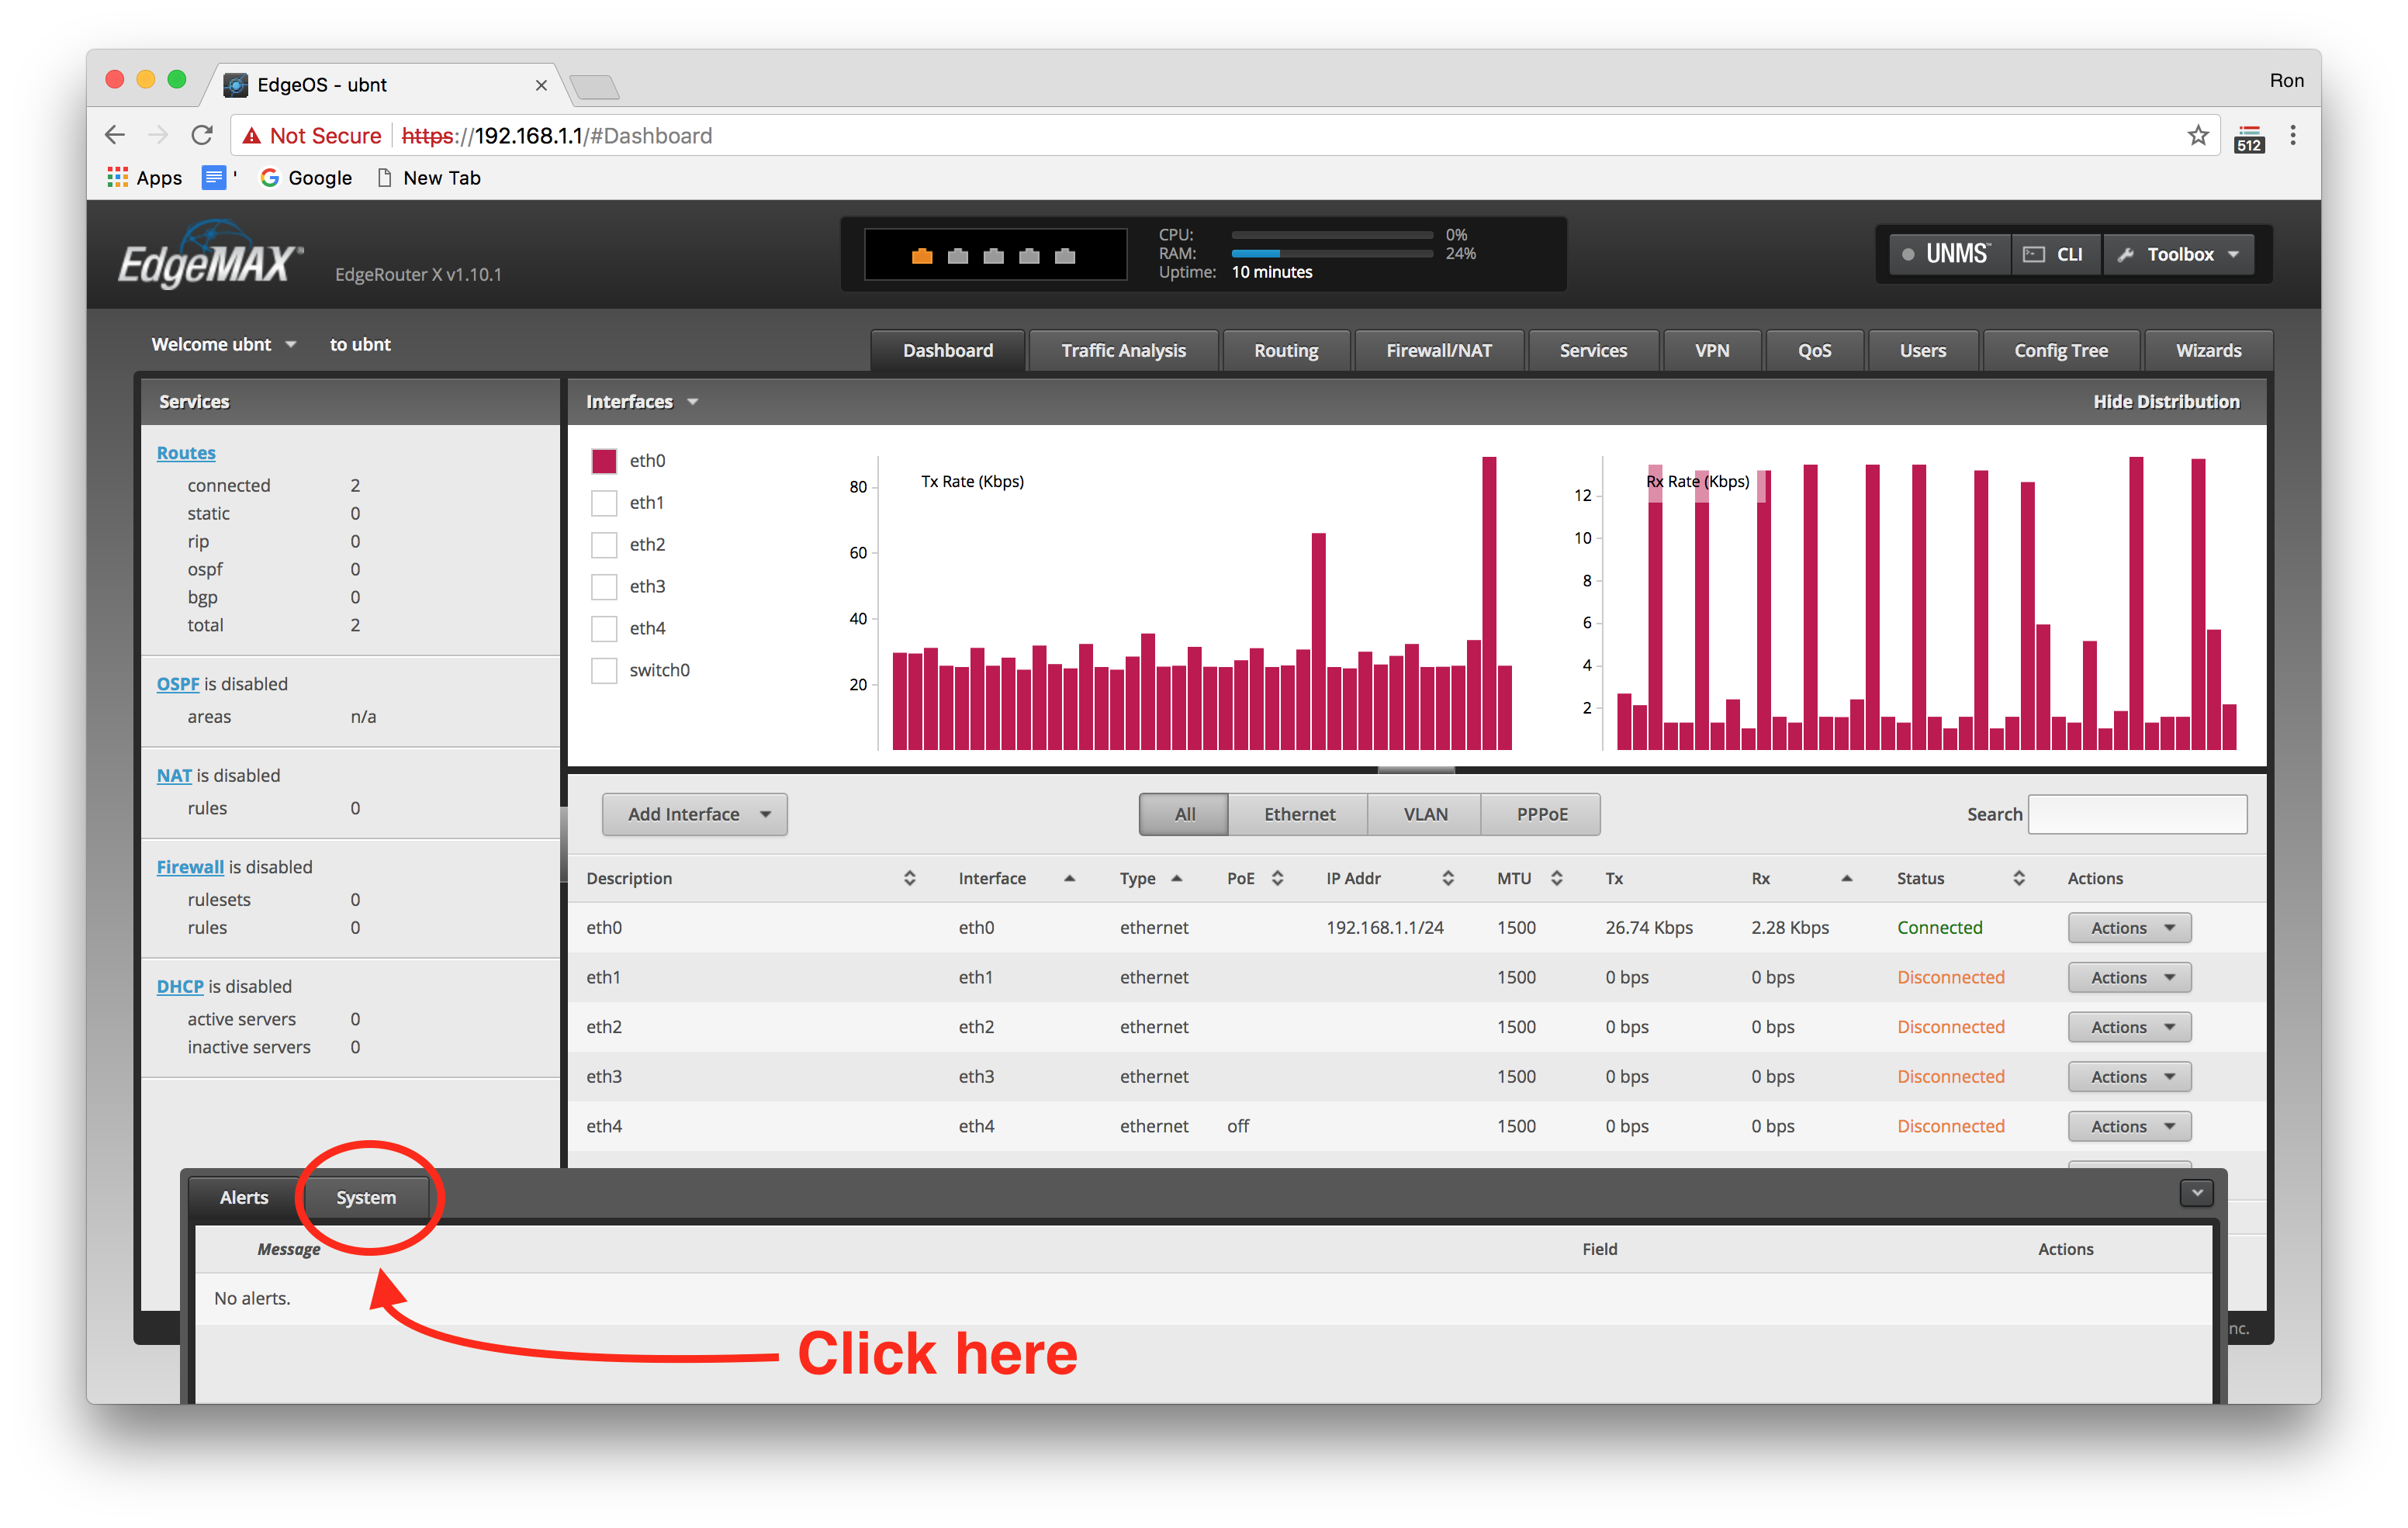 EdgeOS - ubnt
Ron
Not Secure https://192.168.1.1/#Dashboard
512
Apps ' Google New Tab
EdgeMAX®
EdgeRouter X v1.10.1
CPU: 0%
RAM: 24%
Uptime: 10 minutes
UNMS™ CLI Toolbox
Welcome ubnt to ubnt
Dashboard Traffic Analysis Routing Firewall/NAT Services VPN QoS Users Config Tree Wizards
Services
Routes
connected 2
static 0
rip 0
ospf 0
bgp 0
total 2
OSPF is disabled
areas n/a
NAT is disabled
rules 0
Firewall is disabled
rulesets 0
rules 0
DHCP is disabled
active servers 0
inactive servers 0
Interfaces Hide Distribution
eth0
eth1
eth2
eth3
eth4
switch0
Tx Rate (Kbps)
80
60
40
20
Rx Rate (Kbps)
12
10
8
6
4
2
Add Interface All Ethernet VLAN PPPoE Search
Description Interface Type PoE IP Addr MTU Tx Rx Status Actions
eth0 eth0 ethernet 192.168.1.1/24 1500 26.74 Kbps 2.28 Kbps Connected Actions
eth1 eth1 ethernet 1500 0 bps 0 bps Disconnected Actions
eth2 eth2 ethernet 1500 0 bps 0 bps Disconnected Actions
eth3 eth3 ethernet 1500 0 bps 0 bps Disconnected Actions
eth4 eth4 ethernet off 1500 0 bps 0 bps Disconnected Actions
Alerts System
Message Field Actions
No alerts.
nc.
Click here